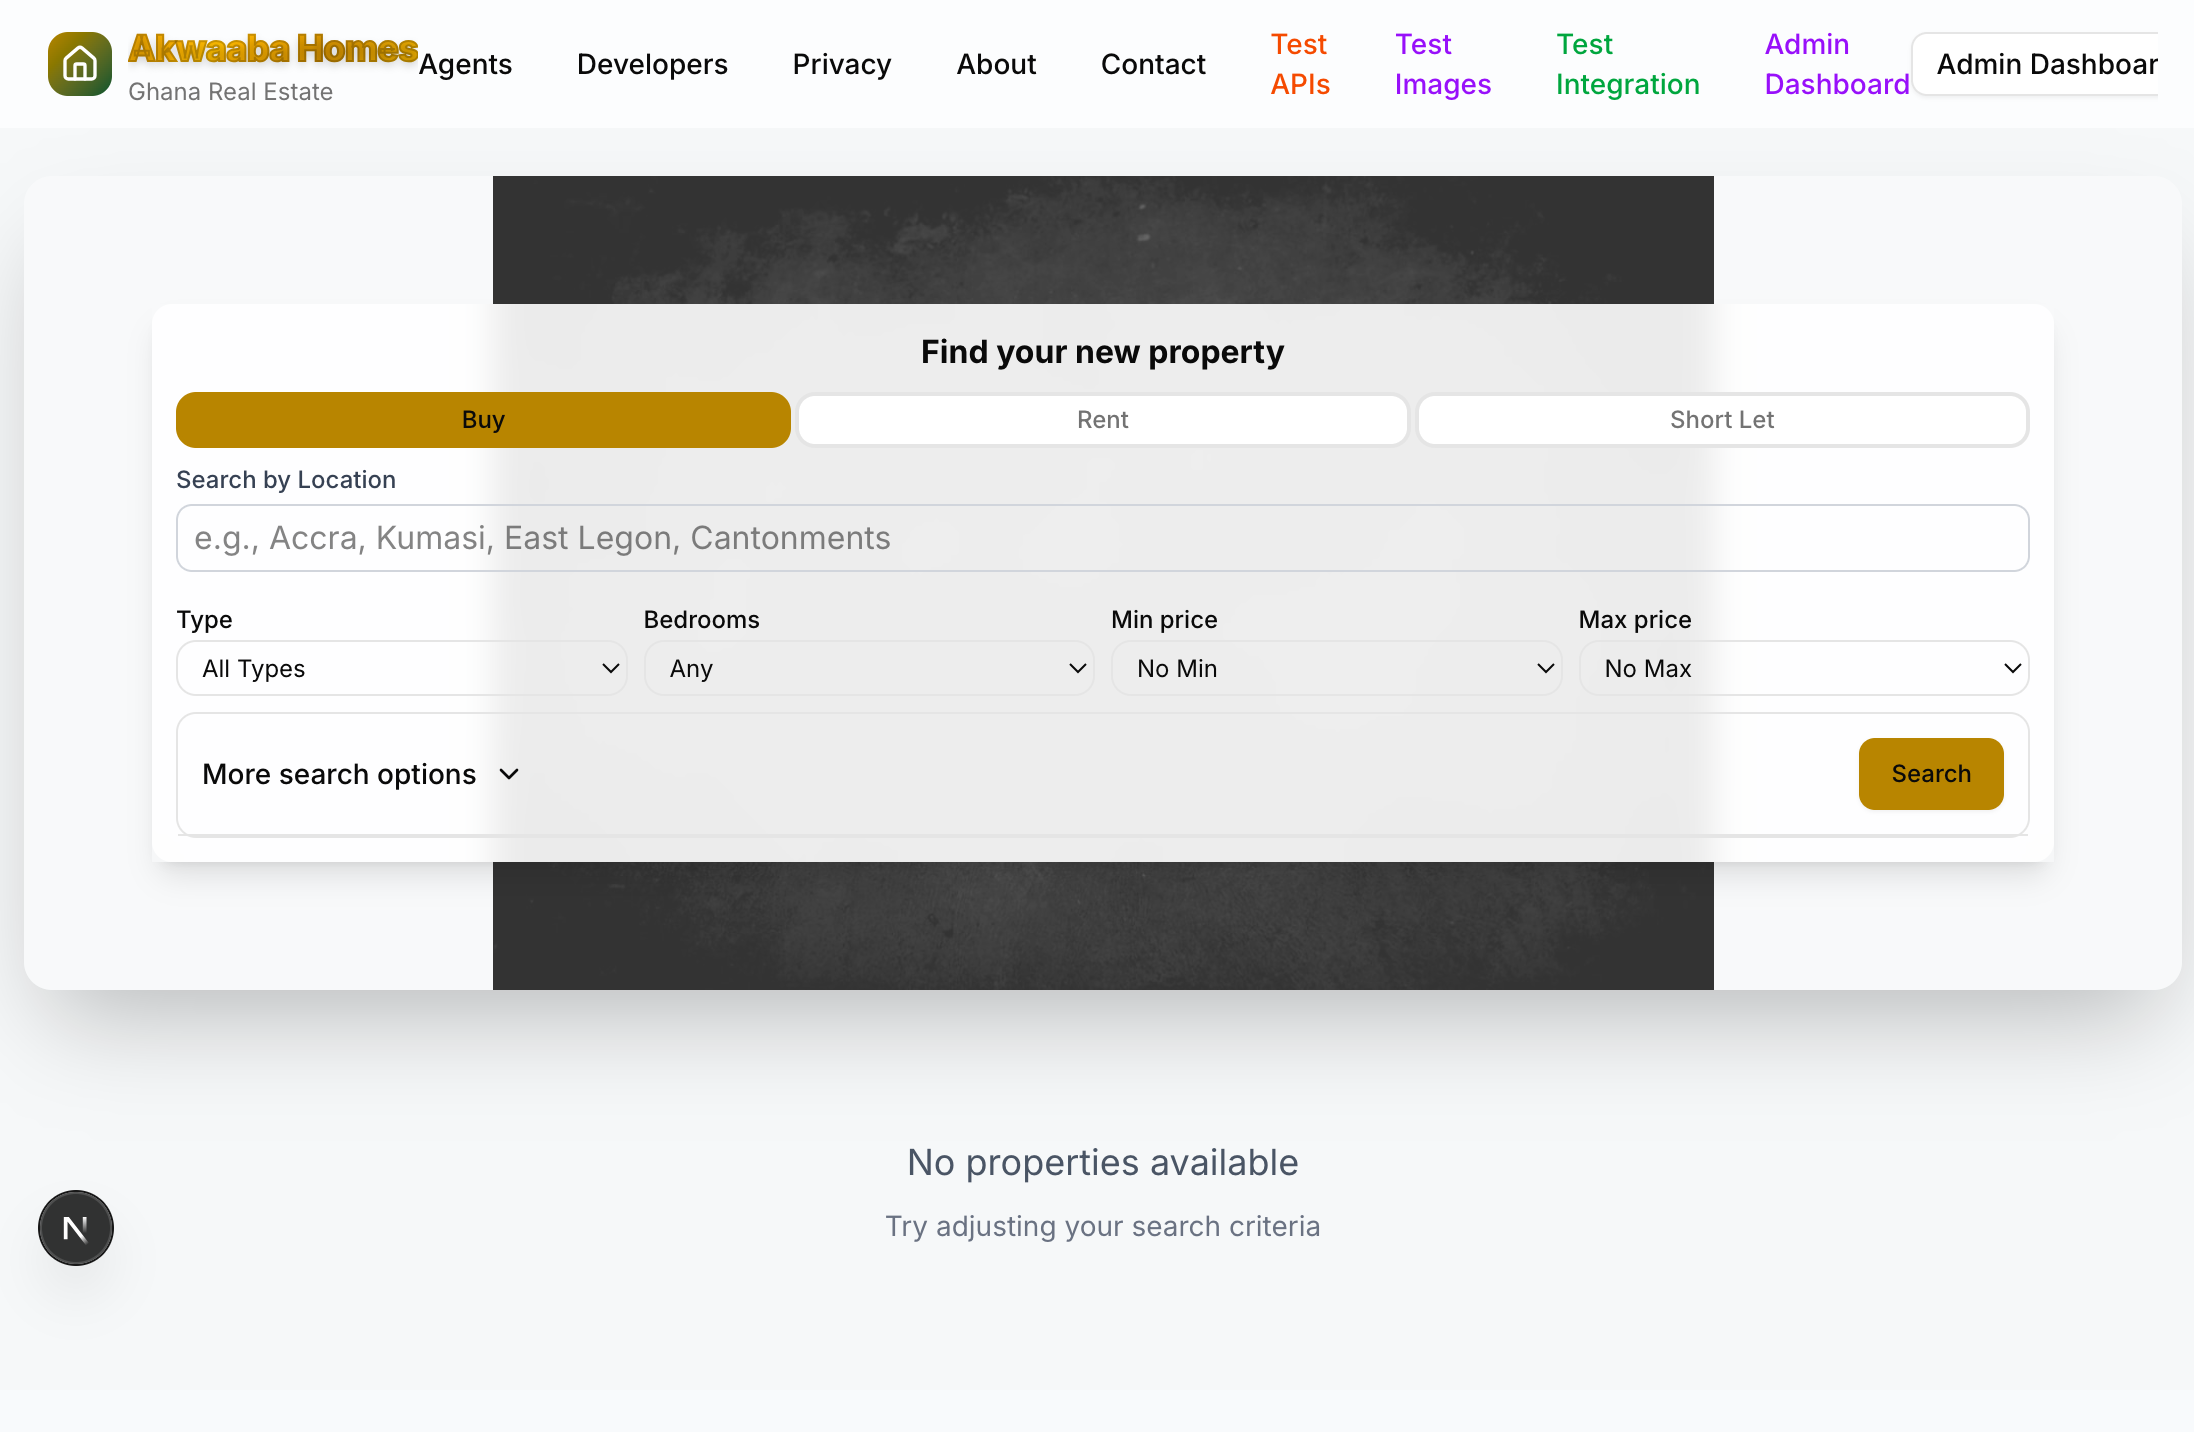 Akwaaba Homes
Ghana Real Estate
Agents
Developers
Privacy
About
Contact
Test
APIs
Test
Images
Test
Integration
Admin
Dashboard
Admin Dashboar
Find your new property
Buy
Rent
Short Let
Search by Location
e.g., Accra, Kumasi, East Legon, Cantonments
Type
Bedrooms
Min price
Max price
All Types
Any
No Min
No Max
More search options
Search
No properties available
Try adjusting your search criteria
N